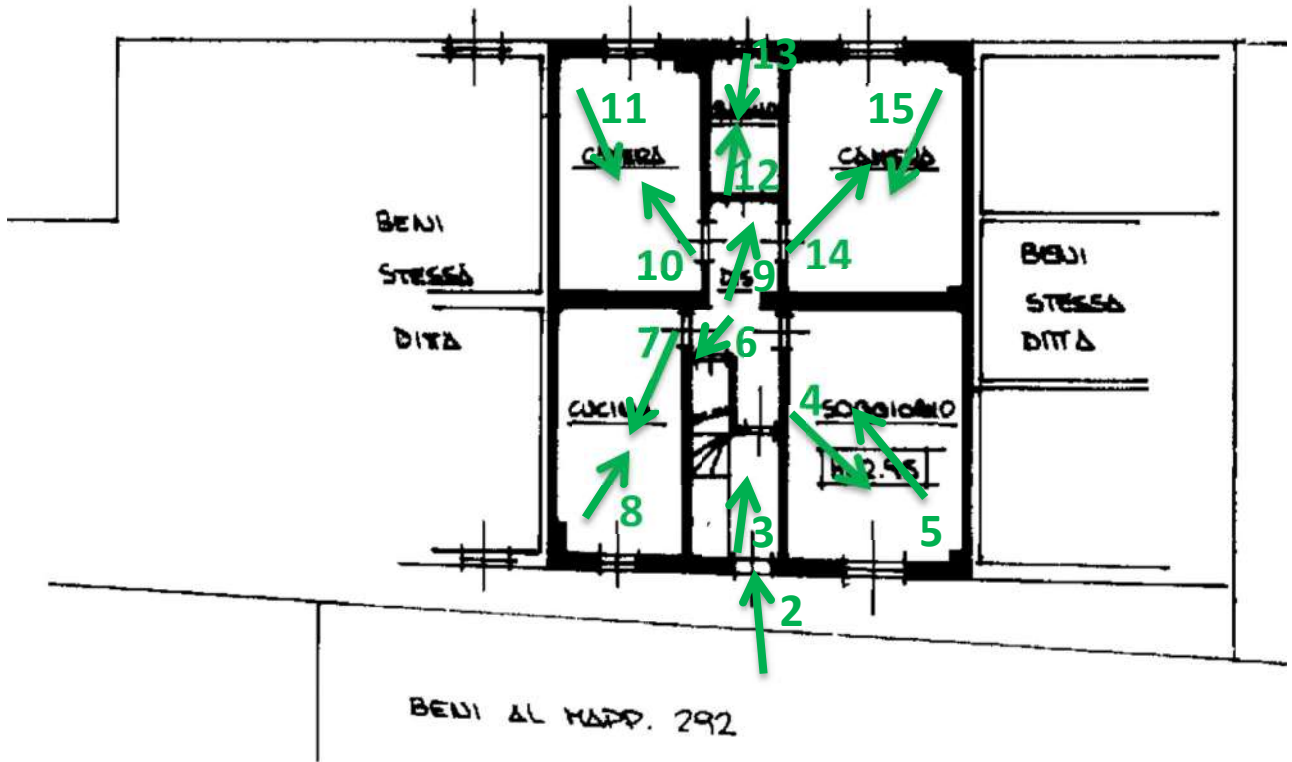 13
11
15
CAMERA
CAMERA
12
BENI
STESSA
DITTA
10
14
BENI
STESSA
DITTA
DIS
9
7
6
CUCINA
4
SOGGIORNO
H=2.55
8
3
5
2
BENI AL MAPP. 292